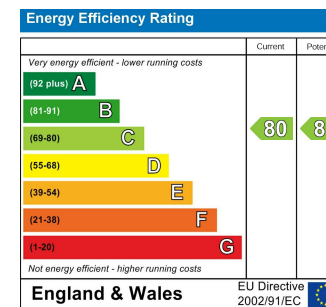 Energy Efficiency Rating
Current
Very energy efficient - lower running costs
(92 plus) A
(81-91) B
(69-80) C
80
(55-68) D
(39-54) E
(21-38) F
(1-20) G
Not energy efficient - higher running costs
England & Wales
EU Directive
2002/91/EC